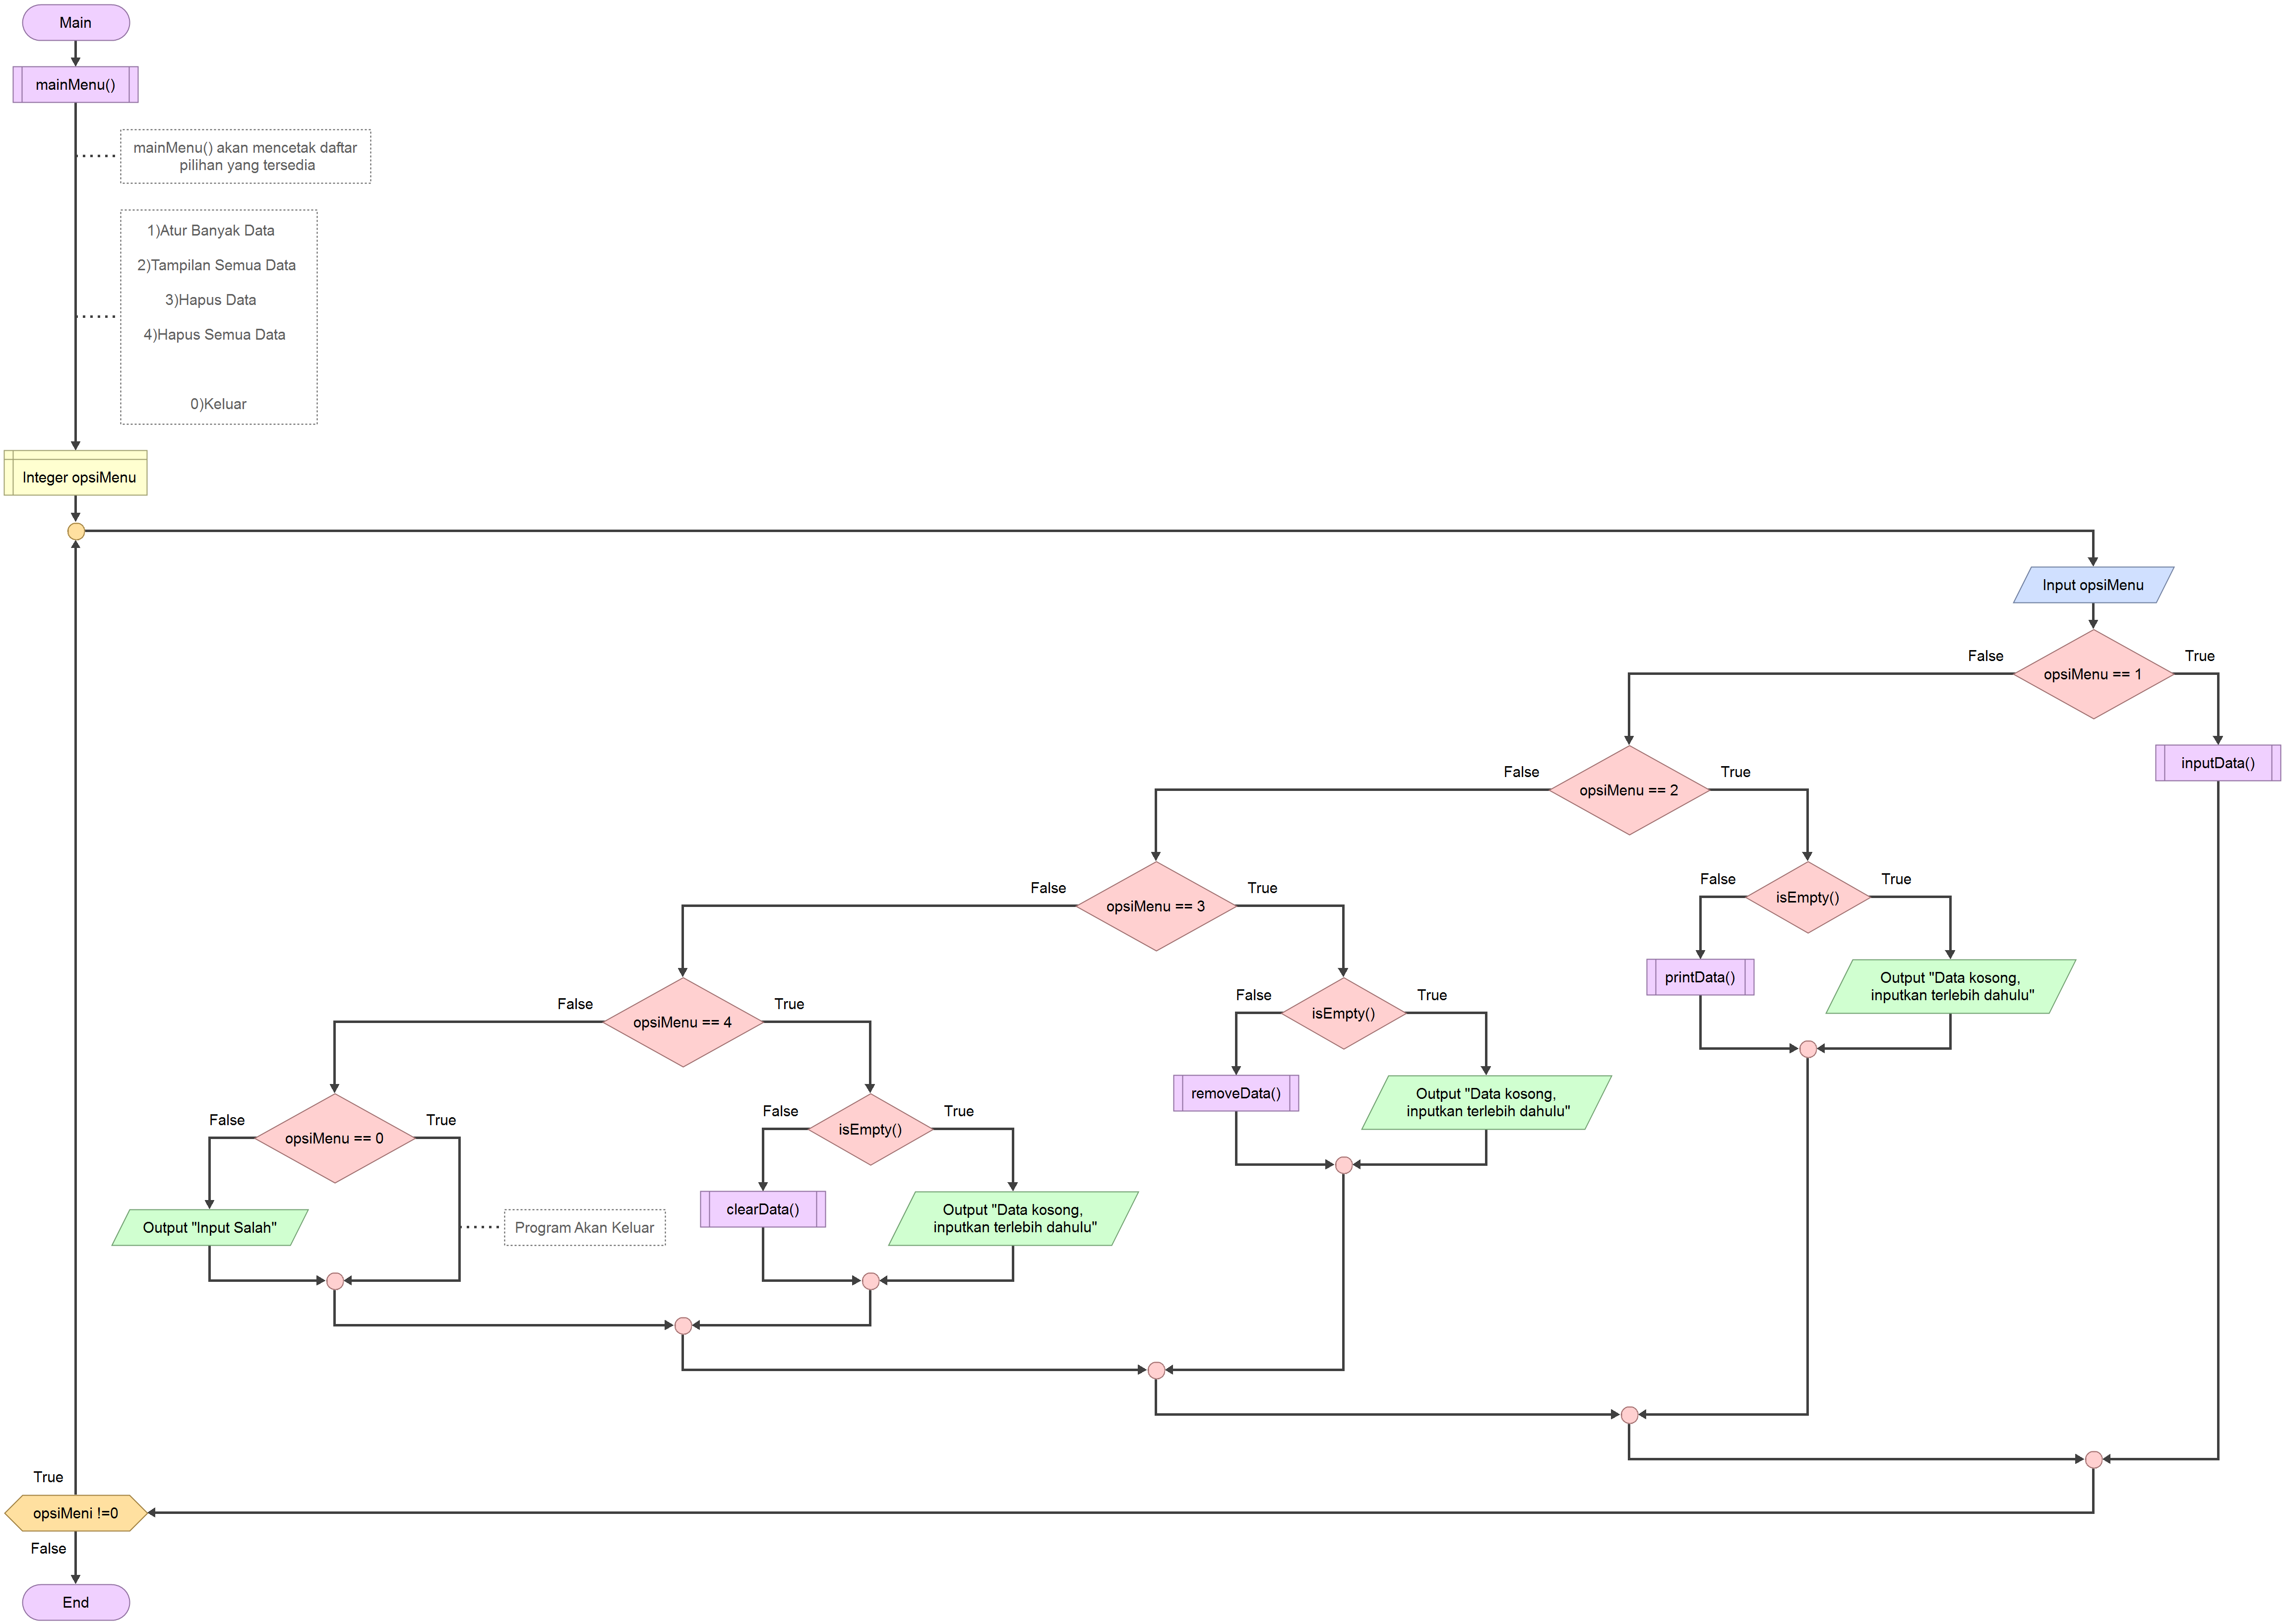 Main
mainMenu()
mainMenu() akan mencetak daftar
pilihan yang tersedia
1)Atur Banyak Data
2)Tampilan Semua Data
3)Hapus Data
4)Hapus Semua Data
0)Keluar
Integer opsiMenu
Input opsiMenu
False
True
opsiMenu == 1
inputData()
False
True
opsiMenu == 2
False
True
isEmpty()
printData()
Output "Data kosong,
inputkan terlebih dahulu"
False
True
opsiMenu == 3
False
True
isEmpty()
removeData()
Output "Data kosong,
inputkan terlebih dahulu"
False
True
opsiMenu == 4
False
True
isEmpty()
clearData()
Output "Data kosong,
inputkan terlebih dahulu"
False
True
opsiMenu == 0
Output "Input Salah"
Program Akan Keluar
True
opsiMeni !=0
False
End